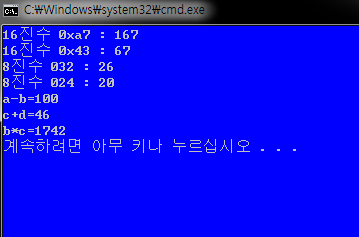 C:\Windows\system32\cmd.exe
16진수 0xa7 : 167
16진수 0x43 : 67
8진수 032 : 26
8진수 024 : 20
a-b=100
c+d=46
b*c=1742
계속하려면 아무 키나 누르십시오 . . .